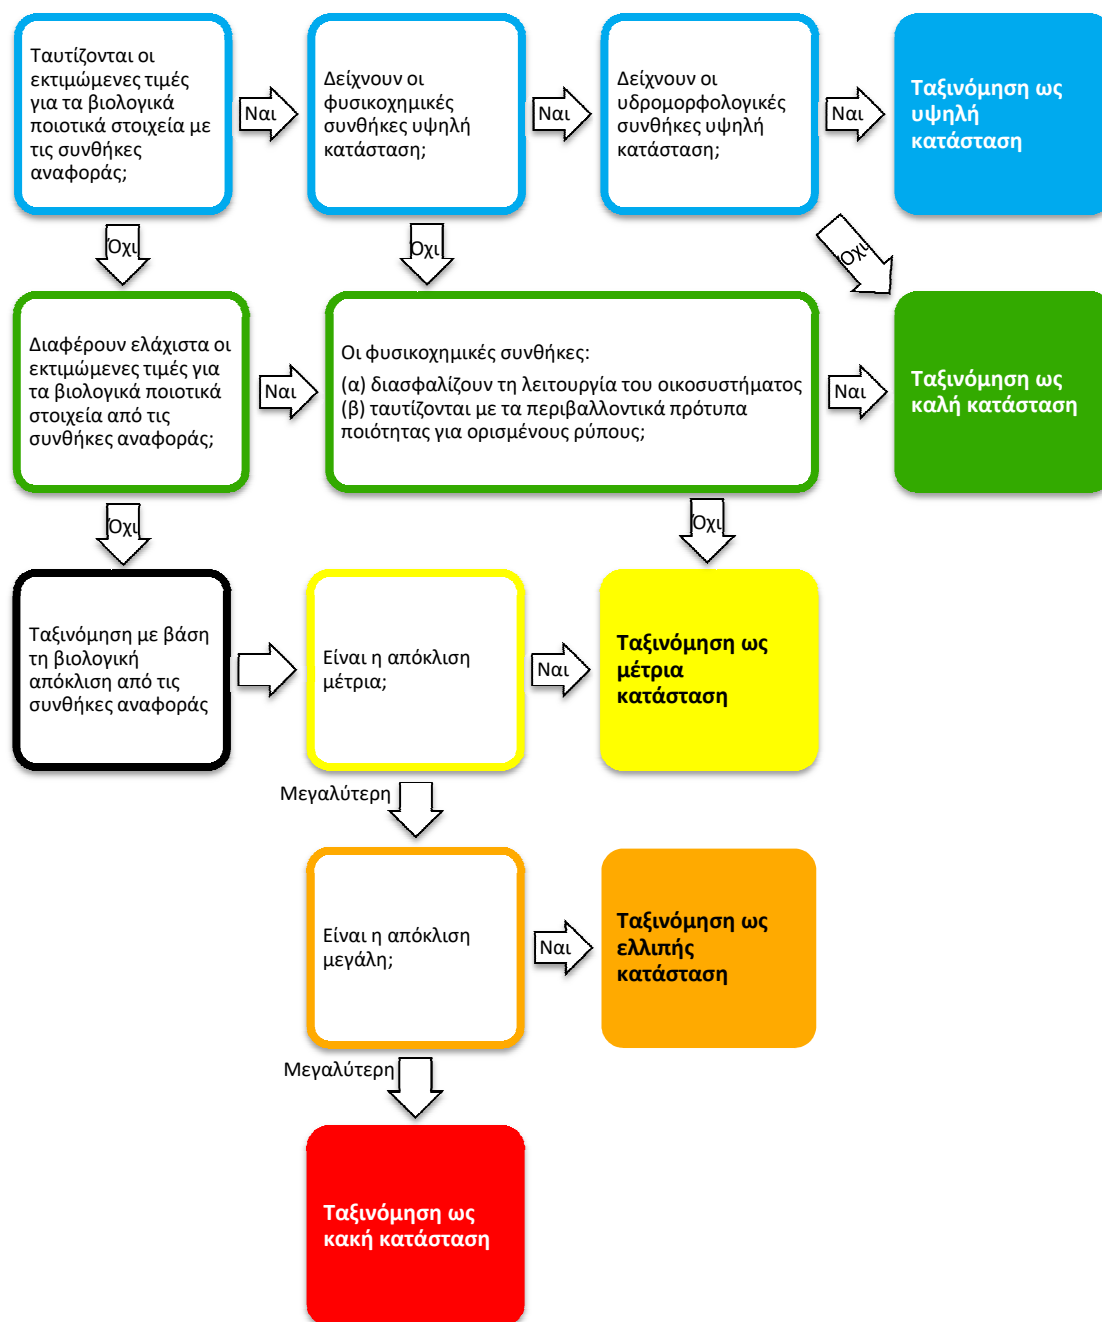 Ταυτίζονται οι
εκτιμώμενες τιμές
για τα βιολογικά
ποιοτικά στοιχεία με
τις συνθήκες
αναφοράς;
Ναι
Δείχνουν οι
φυσικοχημικές
συνθήκες υψηλή
κατάσταση;
Ναι
Δείχνουν οι
υδρομορφολογικές
συνθήκες υψηλή
κατάσταση;
Ναι
Ταξινόμηση ως
υψηλή
κατάσταση
Όχι
Όχι
Όχι
Διαφέρουν ελάχιστα οι
εκτιμώμενες τιμές για
τα βιολογικά ποιοτικά
στοιχεία από τις
συνθήκες αναφοράς;
Ναι
Οι φυσικοχημικές συνθήκες:
(α) διασφαλίζουν τη λειτουργία του οικοσυστήματος
(β) ταυτίζονται με τα περιβαλλοντικά πρότυπα
ποιότητας για ορισμένους ρύπους;
Ναι
Ταξινόμηση ως
καλή κατάσταση
Όχι
Όχι
Ταξινόμηση με βάση
τη βιολογική
απόκλιση από τις
συνθήκες αναφοράς
Είναι η απόκλιση
μέτρια;
Ναι
Ταξινόμηση ως
μέτρια
κατάσταση
Μεγαλύτερη
Είναι η απόκλιση
μεγάλη;
Ναι
Ταξινόμηση ως
ελλιπής
κατάσταση
Μεγαλύτερη
Ταξινόμηση ως
κακή κατάσταση